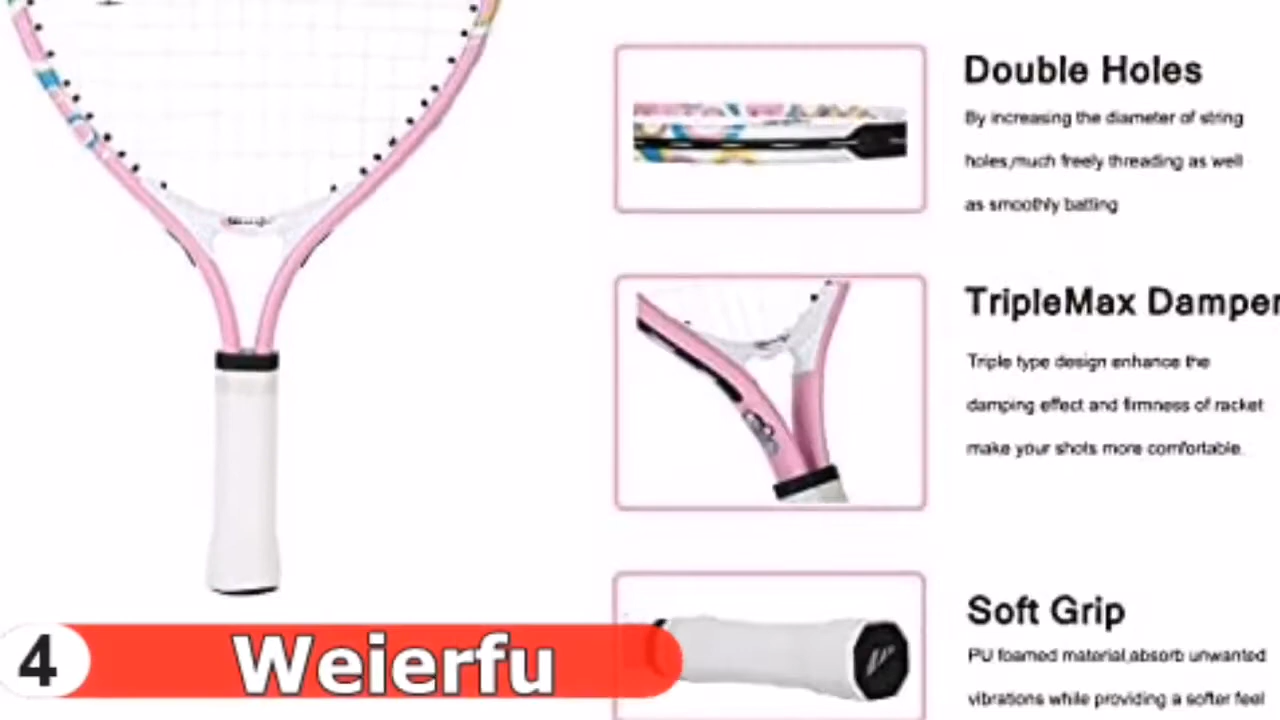 Double Holes
By increasing the diameter of string
holes,much freely threading as well
as smoothly batting
TripleMax Damper
Triple type design enhance the
damping effect and firmness of racket
make your shots more comfortable.
Soft Grip
PU foamed material,absorb unwanted
vibrations while providing a softer feel
4
Weierfu